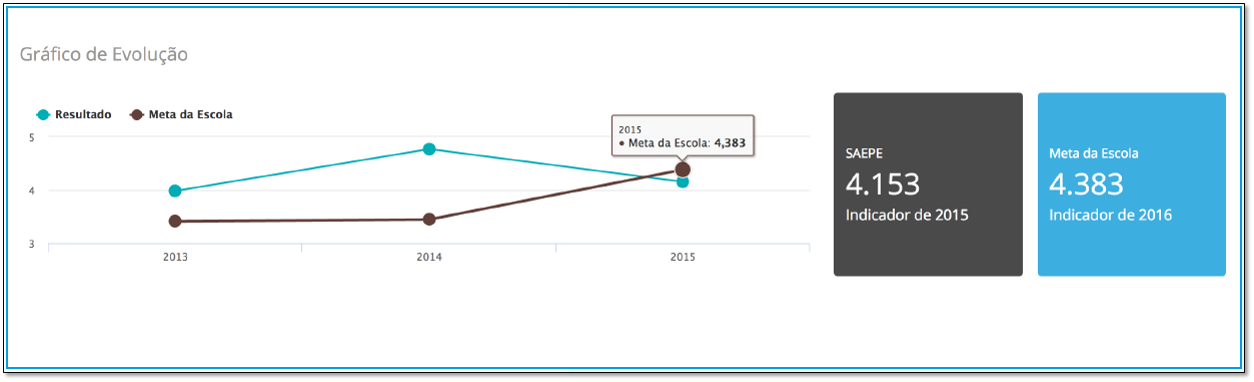 Gráfico de Evolução
Resultado
Meta da Escola
5
4
3
2013
2014
2015
2015
● Meta da Escola: 4,383
SAEPE
4.153
Indicador de 2015
Meta da Escola
4.383
Indicador de 2016